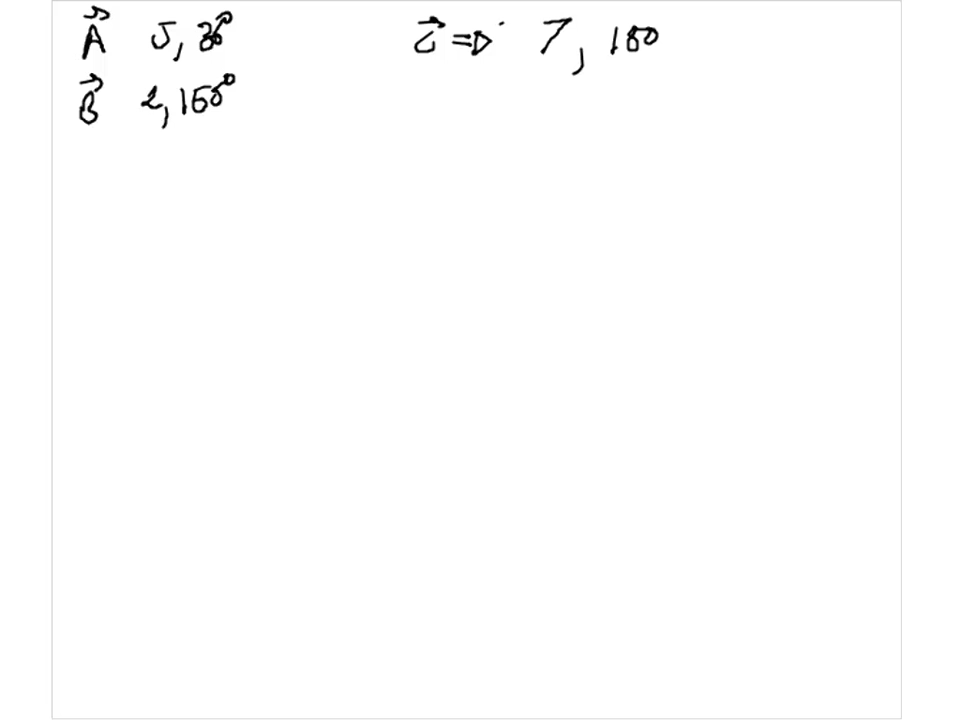 A⃗ 5, 30° C⃗ ⇒ 7, 180
B⃗ 2, 150°